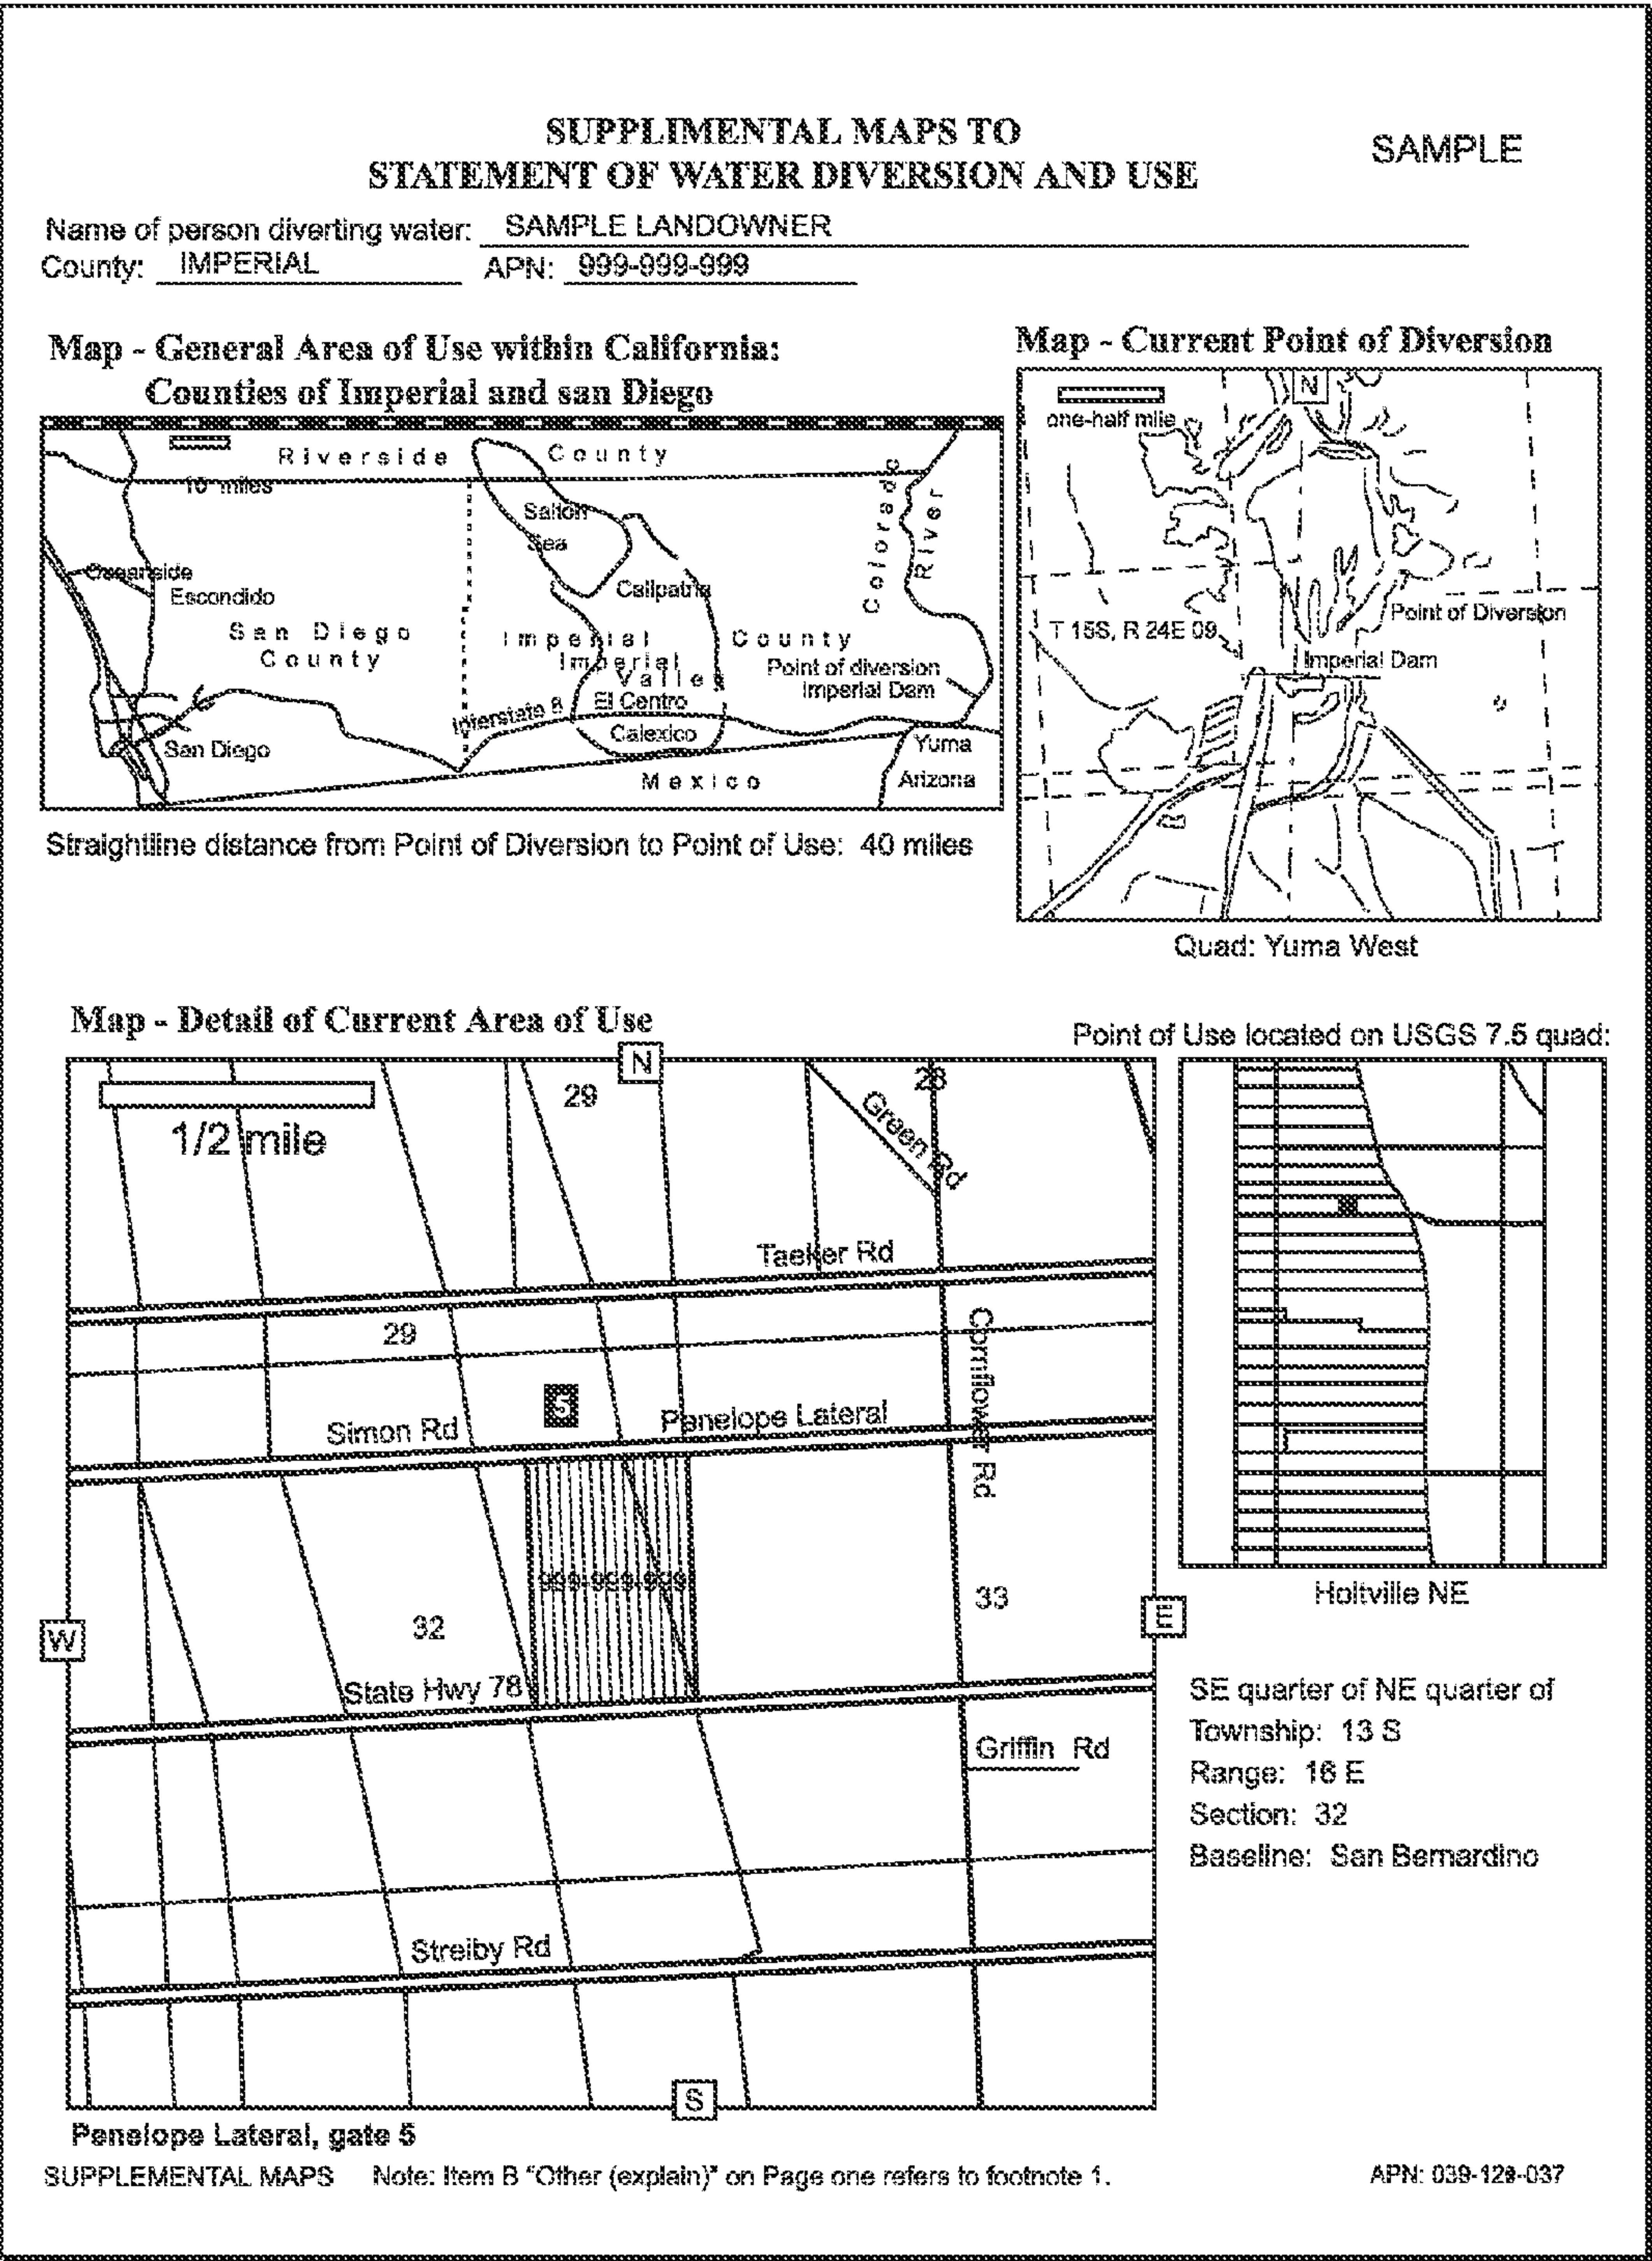 SUPPLIMENTAL MAPS TO
STATEMENT OF WATER DIVERSION AND USE
SAMPLE
Name of person diverting water: SAMPLE LANDOWNER
County: IMPERIAL APN: 999-999-999
Map - General Area of Use within California:
Counties of Imperial and san Diego
Riverside County
10 miles
Salton
Sea
Colorado
River
Oceanside
Escondido
Calipatria
San Diego
County
Imperial County
Imperial
Valley
Point of diversion
Imperial Dam
El Centro
Interstate 8
Calexico
San Diego
Yuma
Mexico
Arizona
Straightline distance from Point of Diversion to Point of Use: 40 miles
Map - Current Point of Diversion
N
one-half mile
Point of Diversion
T 15S, R 24E 09
Imperial Dam
Quad: Yuma West
Map - Detail of Current Area of Use
N
29
28
1/2 mile
Green Rd
Taeker Rd
29
Cornflower Rd
5
Simon Rd
Penelope Lateral
999-999-999
32
33
W
E
State Hwy 78
Griffin Rd
Streiby Rd
S
Point of Use located on USGS 7.5 quad:
Holtville NE
SE quarter of NE quarter of
Township: 13 S
Range: 16 E
Section: 32
Baseline: San Bernardino
Penelope Lateral, gate 5
SUPPLEMENTAL MAPS Note: Item B "Other (explain)" on Page one refers to footnote 1.
APN: 039-128-037